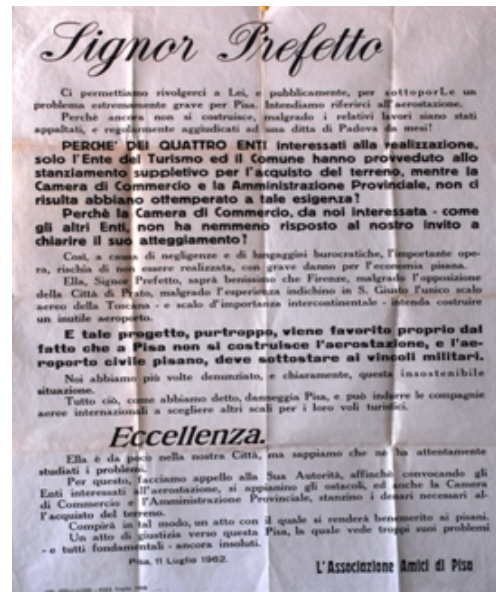 Signor Prefetto
Ci permettiamo rivolgerci a Lei, e pubblicamente, per sottoporLe un
problema estremamente grave per Pisa. Intendiamo riferirci all'aerostazione.
Perchè ancora non si costruisce, malgrado i relativi lavori siano stati
appaltati, e regolarmente aggiudicati ad una ditta di Padova da mesi?
PERCHE' DEI QUATTRO ENTI interessati alla realizzazione,
solo l'Ente del Turismo ed il Comune hanno provveduto allo
stanziamento suppletivo per l'acquisto del terreno, mentre la
Camera di Commercio e la Amministrazione Provinciale, non ci
risulta abbiano ottemperato a tale esigenza?
Perchè la Camera di Commercio, da noi interessata - come
gli altri Enti, non ha nemmeno risposto al nostro invito a
chiarire il suo atteggiamento?
Così, a causa di negligenze e di lungaggini burocratiche, l'importante ope-
ra, rischia di non essere realizzata, con grave danno per l'economia pisana.
Ella, Signor Prefetto, saprà benissimo che Firenze, malgrado l'opposizione
della Città di Prato, malgrado l'esperienza indichino in S. Giusto l'unico scalo
aereo della Toscana - e scalo d'importanza intercontinentale - intenda costruire
un inutile aeroporto.
E tale progetto, purtroppo, viene favorito proprio dal
fatto che a Pisa non si costruisce l'aerostazione, e l'ae-
roporto civile pisano, deve sottostare ai vincoli militari.
Noi abbiamo più volte denunziato, e chiaramente, questa insostenibile
situazione.
Tutto ciò, come abbiamo detto, danneggia Pisa, e può indurre le compagnie
aeree internazionali a scegliere altri scali per i loro voli turistici.
Eccellenza.
Ella è da poco nella nostra Città, ma sappiamo che ne ha attentamente
studiati i problemi.
Per questo, facciamo appello alla Sua Autorità, affinchè convocando gli
Enti interessati all'aerostazione, si appianino gli ostacoli, ed anche la Camera
di Commercio e l'Amministrazione Provinciale, stanzino i denari necessari al-
l'acquisto del terreno.
Compirà in tal modo, un atto con il quale si renderà benemerito ai pisani.
Un atto di giustizia verso questa Pisa, la quale vede troppi suoi problemi
- e tutti fondamentali - ancora insoluti.
Pisa, 11 Luglio 1962.
L'Associazione Amici di Pisa